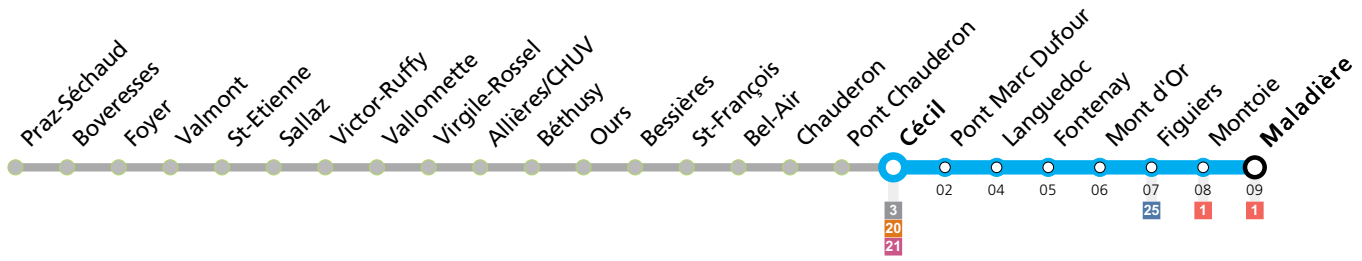 Praz-Séchaud
Boveresses
Foyer
Valmont
St-Etienne
Sallaz
Victor-Ruffy
Vallonnette
Virgile-Rossel
Allières/CHUV
Béthusy
Ours
Bessières
St-François
Bel-Air
Chauderon
Pont Chauderon
Cécil
Pont Marc Dufour
Languedoc
Fontenay
Mont d'Or
Figuiers
Montoie
Maladière
02 04 05 06 07 08 09
3 25 1 1
20
21